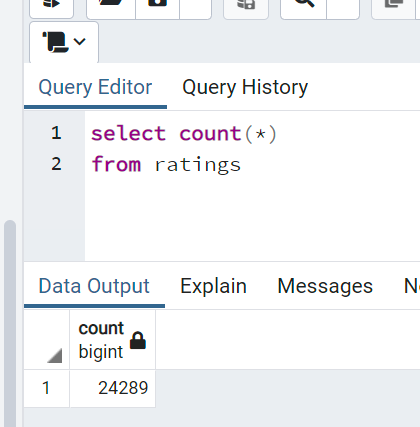 Query Editor Query History
1 select count(*)
2 from ratings
Data Output Explain Messages
count
bigint
1 24289